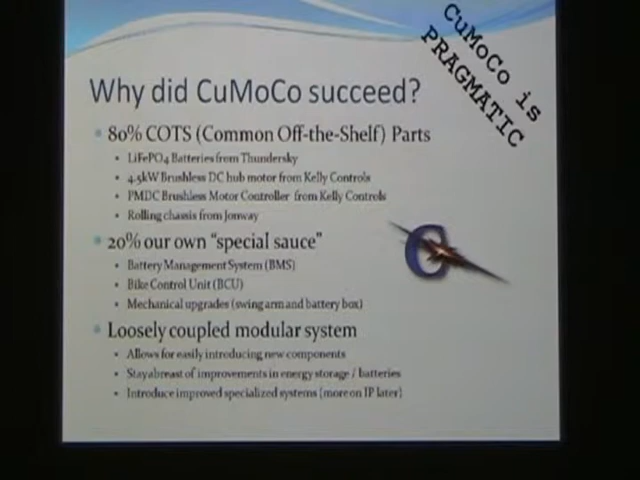 CuMoCo is
PRAGMATIC
Why did CuMoCo succeed?
80% COTS (Common Off-the-Shelf) Parts
LiFePO4 Batteries from Thundersky
4.5kW Brushless DC hub motor from Kelly Controls
PMDC Brushless Motor Controller from Kelly Controls
Rolling chassis from Jonway
20% our own "special sauce"
Battery Management System (BMS)
Bike Control Unit (BCU)
Mechanical upgrades (swing arm and battery box)
Loosely coupled modular system
Allows for easily introducing new components
Stay abreast of improvements in energy storage / batteries
Introduce improved specialized systems (more on IP later)
C